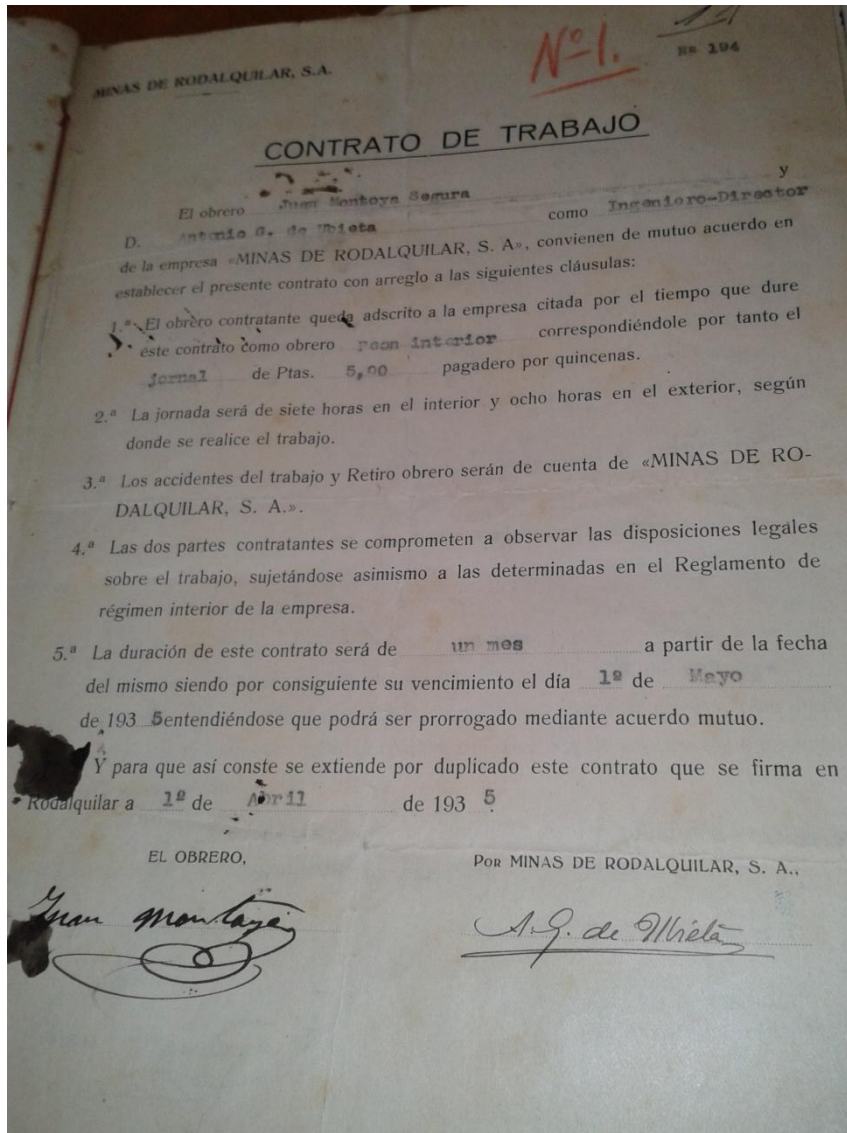 MINAS DE RODALQUILAR, S.A.
Nº 1.
Nº 194
CONTRATO DE TRABAJO
El obrero Juan Montoya Segura y
D. Antonio G. de Ubieta como Ingeniero-Director
de la empresa «MINAS DE RODALQUILAR, S. A», convienen de mutuo acuerdo en
establecer el presente contrato con arreglo a las siguientes cláusulas:
1.ª El obrero contratante queda adscrito a la empresa citada por el tiempo que dure
este contrato como obrero peon interior correspondiéndole por tanto el
jornal de Ptas. 5,00 pagadero por quincenas.
2.ª La jornada será de siete horas en el interior y ocho horas en el exterior, según
donde se realice el trabajo.
3.ª Los accidentes del trabajo y Retiro obrero serán de cuenta de «MINAS DE RO-
DALQUILAR, S. A.».
4.ª Las dos partes contratantes se comprometen a observar las disposiciones legales
sobre el trabajo, sujetándose asimismo a las determinadas en el Reglamento de
régimen interior de la empresa.
5.ª La duración de este contrato será de un mes a partir de la fecha
del mismo siendo por consiguiente su vencimiento el día 1º de Mayo
de 193 5 entendiéndose que podrá ser prorrogado mediante acuerdo mutuo.
Y para que así conste se extiende por duplicado este contrato que se firma en
Rodalquilar a 1º de Abril de 193 5
EL OBRERO, POR MINAS DE RODALQUILAR, S. A.,
Juan Montoya A. G. de Ubieta